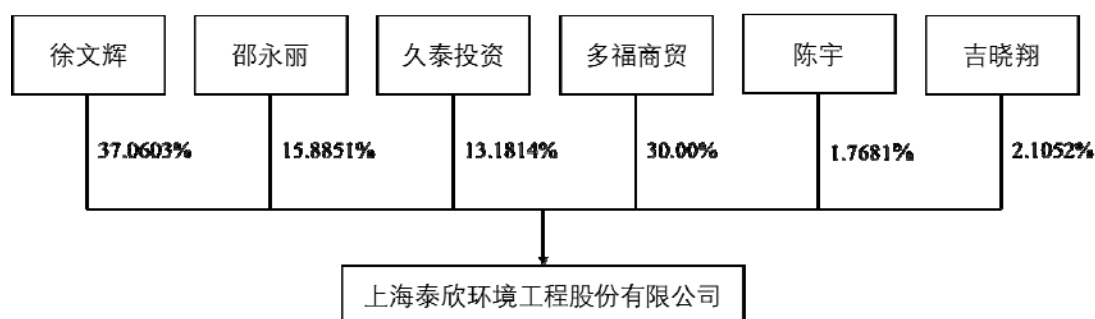 徐文辉
邵永丽
久泰投资
多福商贸
陈宇
吉晓翔
37.0603%
15.8851%
13.1814%
30.00%
1.7681%
2.1052%
上海泰欣环境工程股份有限公司